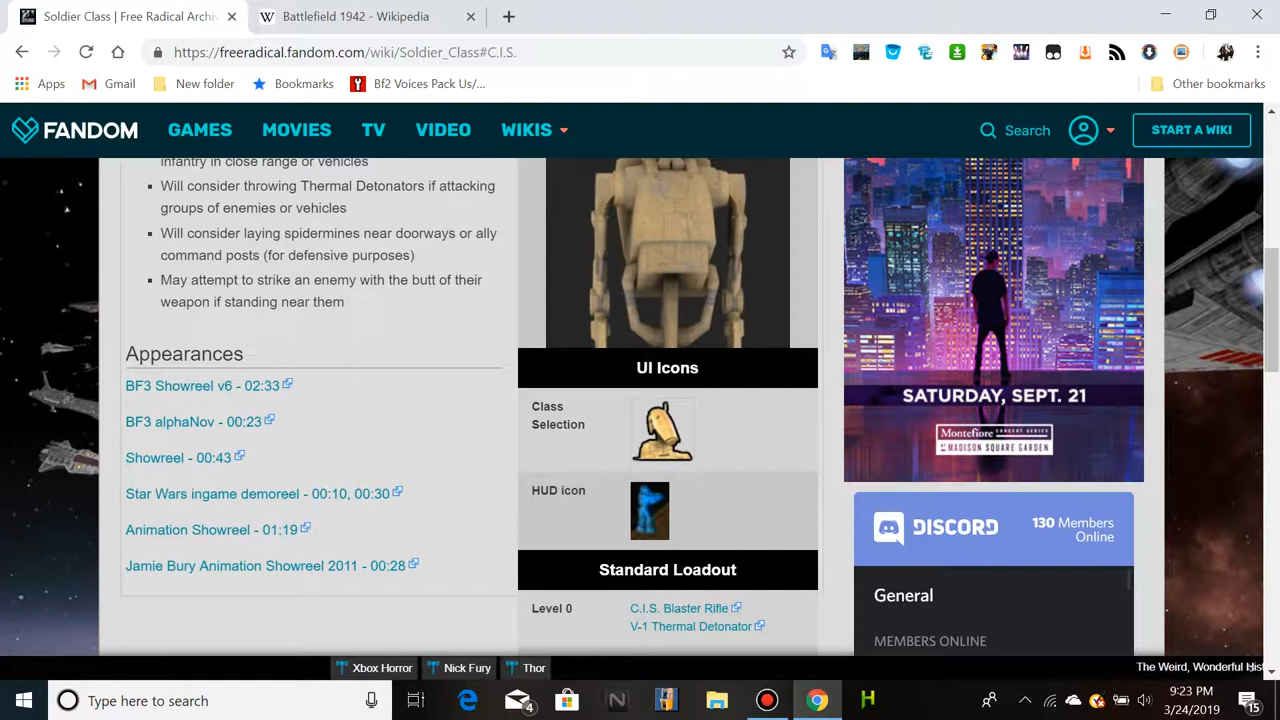 Soldier Class | Free Radical Archiv
Battlefield 1942 - Wikipedia
https://freeradical.fandom.com/wiki/Soldier_Class#C.I.S.
Apps
Gmail
New folder
Bookmarks
Bf2 Voices Pack Us/...
Other bookmarks
FANDOM
GAMES
MOVIES
TV
VIDEO
WIKIS
Search
START A WIKI
infantry in close range or vehicles
Will consider throwing Thermal Detonators if attacking
groups of enemies/vehicles
Will consider laying spidermines near doorways or ally
command posts (for defensive purposes)
May attempt to strike an enemy with the butt of their
weapon if standing near them
Appearances
BF3 Showreel v6 - 02:33
BF3 alphaNov - 00:23
Showreel - 00:43
Star Wars ingame demoreel - 00:10, 00:30
Animation Showreel - 01:19
Jamie Bury Animation Showreel 2011 - 00:28
UI Icons
Class
Selection
HUD icon
Standard Loadout
Level 0
C.I.S. Blaster Rifle
V-1 Thermal Detonator
SATURDAY, SEPT. 21
Montefiore CONCERT SERIES
AT MADISON SQUARE GARDEN
DISCORD
130 Members
Online
General
MEMBERS ONLINE
Xbox Horror
Nick Fury
Thor
The Weird, Wonderful Hist
Type here to search
4
9:23 PM
3/24/2019
15